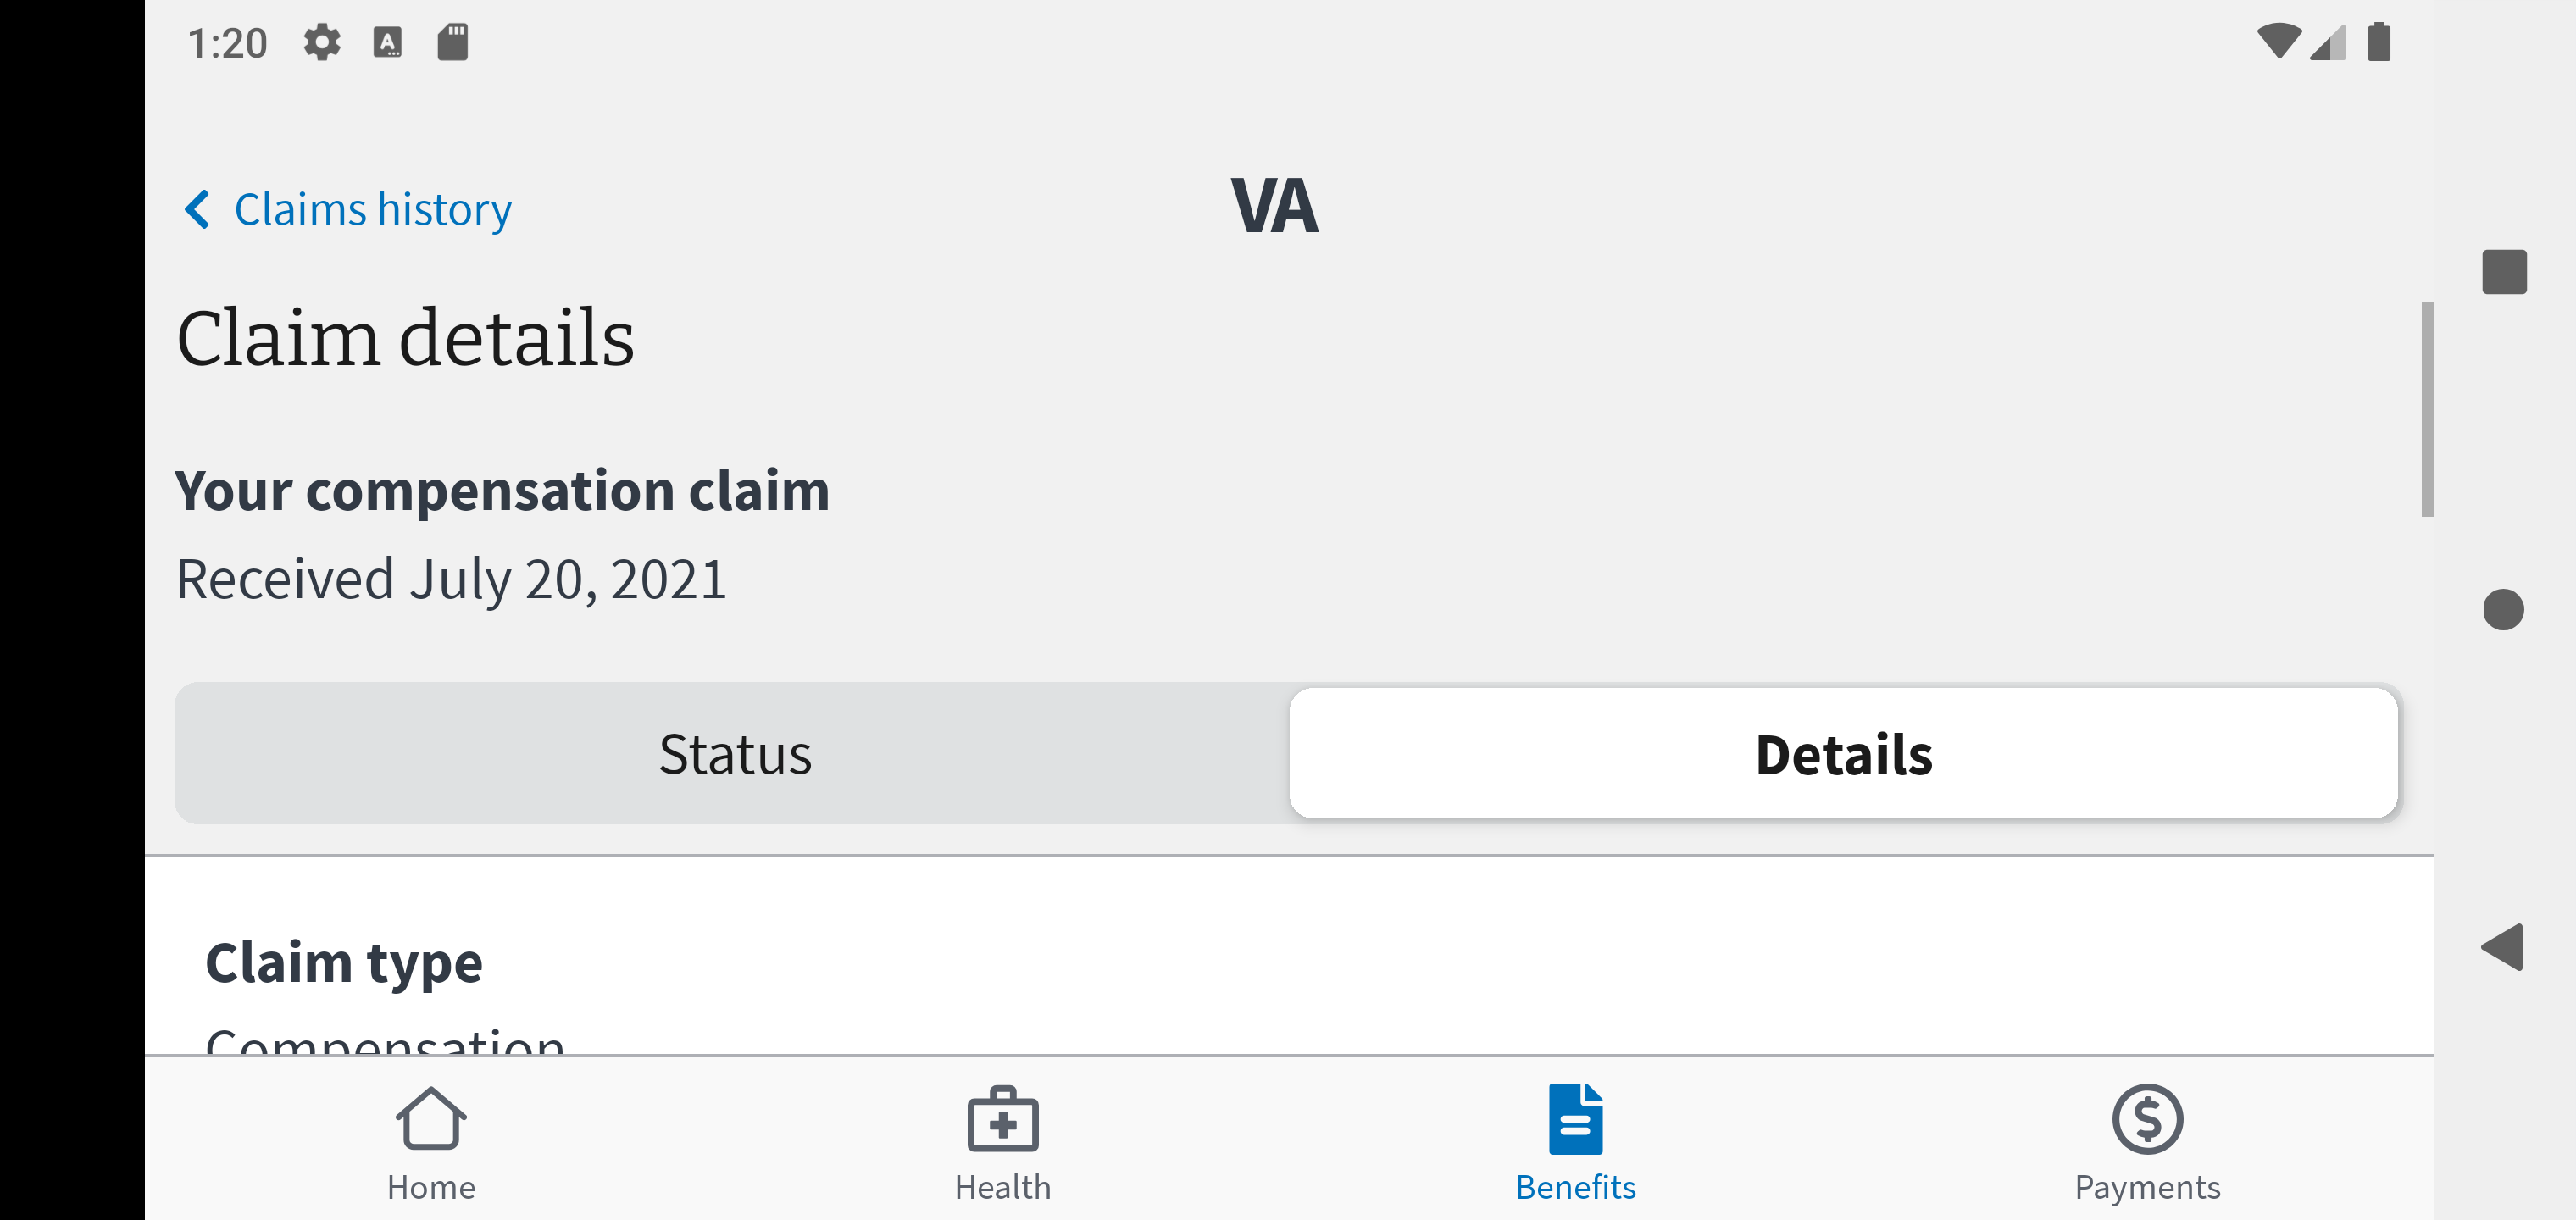 1:20
Claims history
VA
Claim details
Your compensation claim
Received July 20, 2021
Status
Details
Claim type
Compensation
Home
Health
Benefits
Payments